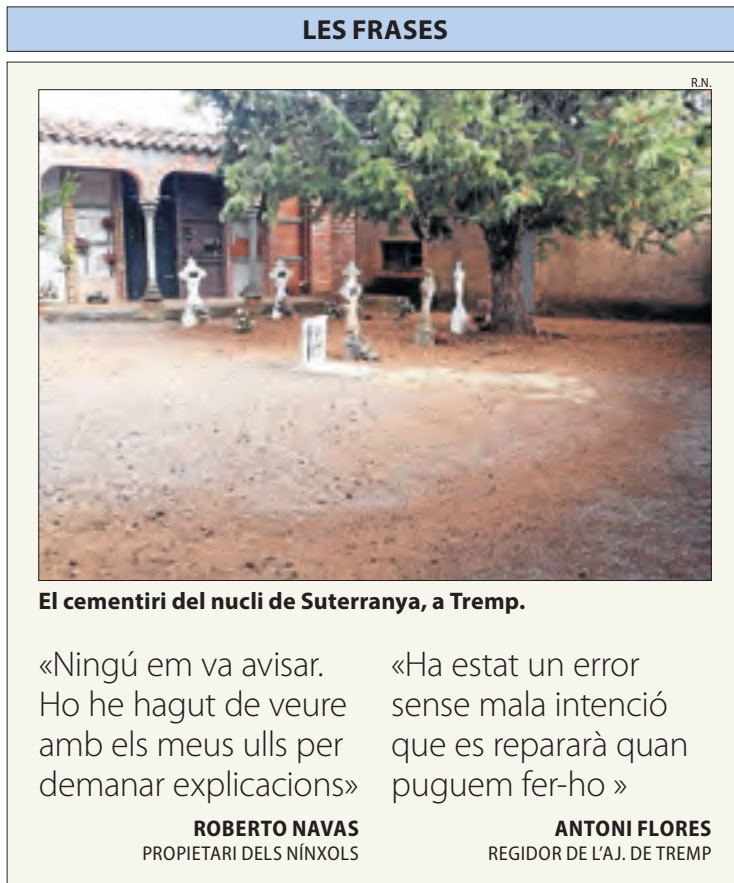 LES FRASES
R.N.
El cementiri del nucli de Suterranya, a Tremp.
«Ningú em va avisar.
Ho he hagut de veure
amb els meus ulls per
demanar explicacions»
ROBERTO NAVAS
PROPIETARI DELS NÍNXOLS
«Ha estat un error
sense mala intenció
que es repararà quan
puguem fer-ho »
ANTONI FLORES
REGIDOR DE L’AJ. DE TREMP